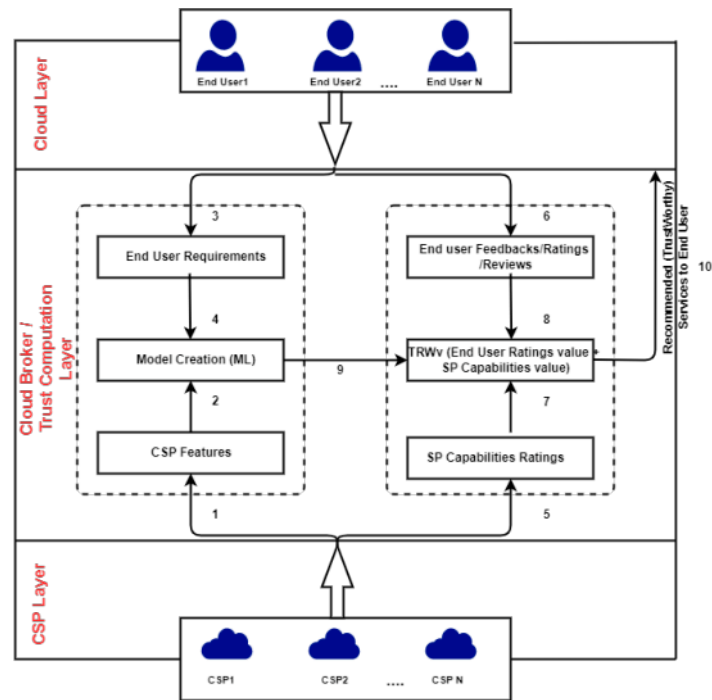 End User1
End User2
....
End User N
Cloud Layer
3
6
End User Requirements
End user Feedbacks/Ratings
/Reviews
4
8
Model Creation (ML)
9
TRWv (End User Ratings value *
SP Capabilities value)
2
7
CSP Features
SP Capabilities Ratings
1
5
Cloud Broker /
Trust Computation
Layer
Recommended (TrustWorthy)
Services to End User
10
CSP Layer
CSP1
CSP2
....
CSP N